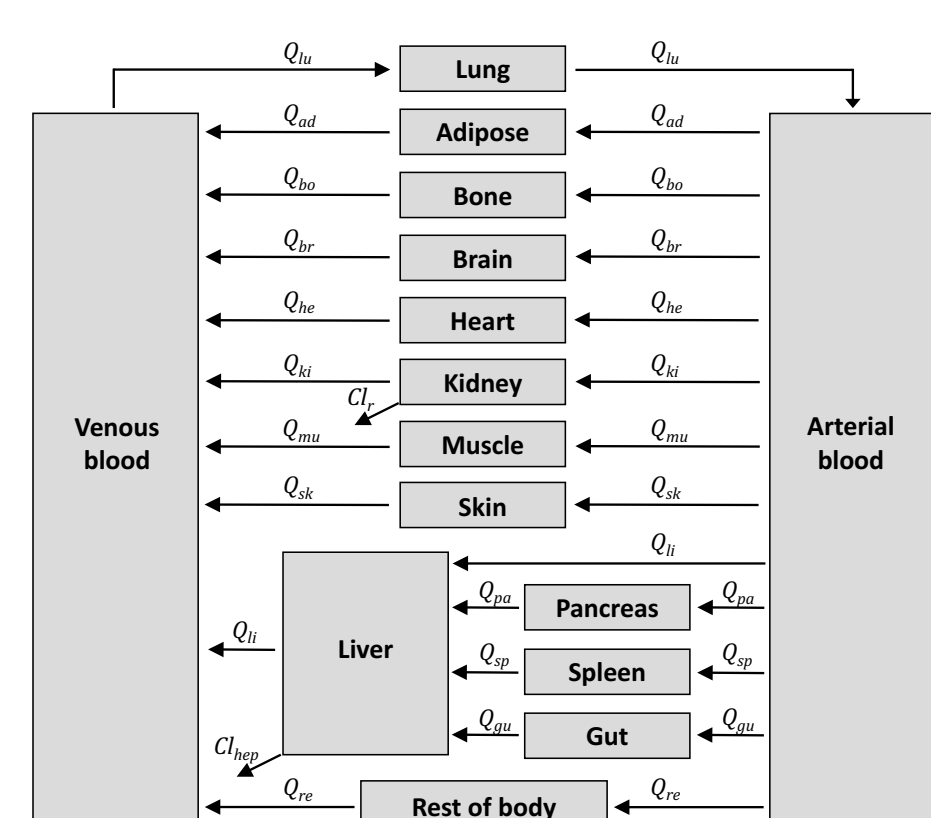 Q_lu Q_lu
Lung
Q_ad Q_ad
Adipose
Q_bo Q_bo
Bone
Q_br Q_br
Brain
Q_he Q_he
Heart
Q_ki Q_ki
Kidney
Cl_r
Venous
blood
Arterial
blood
Q_mu Q_mu
Muscle
Q_sk Q_sk
Skin
Q_li
Q_pa Pancreas Q_pa
Q_li
Liver
Q_sp Spleen Q_sp
Q_gu Gut Q_gu
Cl_hep
Q_re Q_re
Rest of body